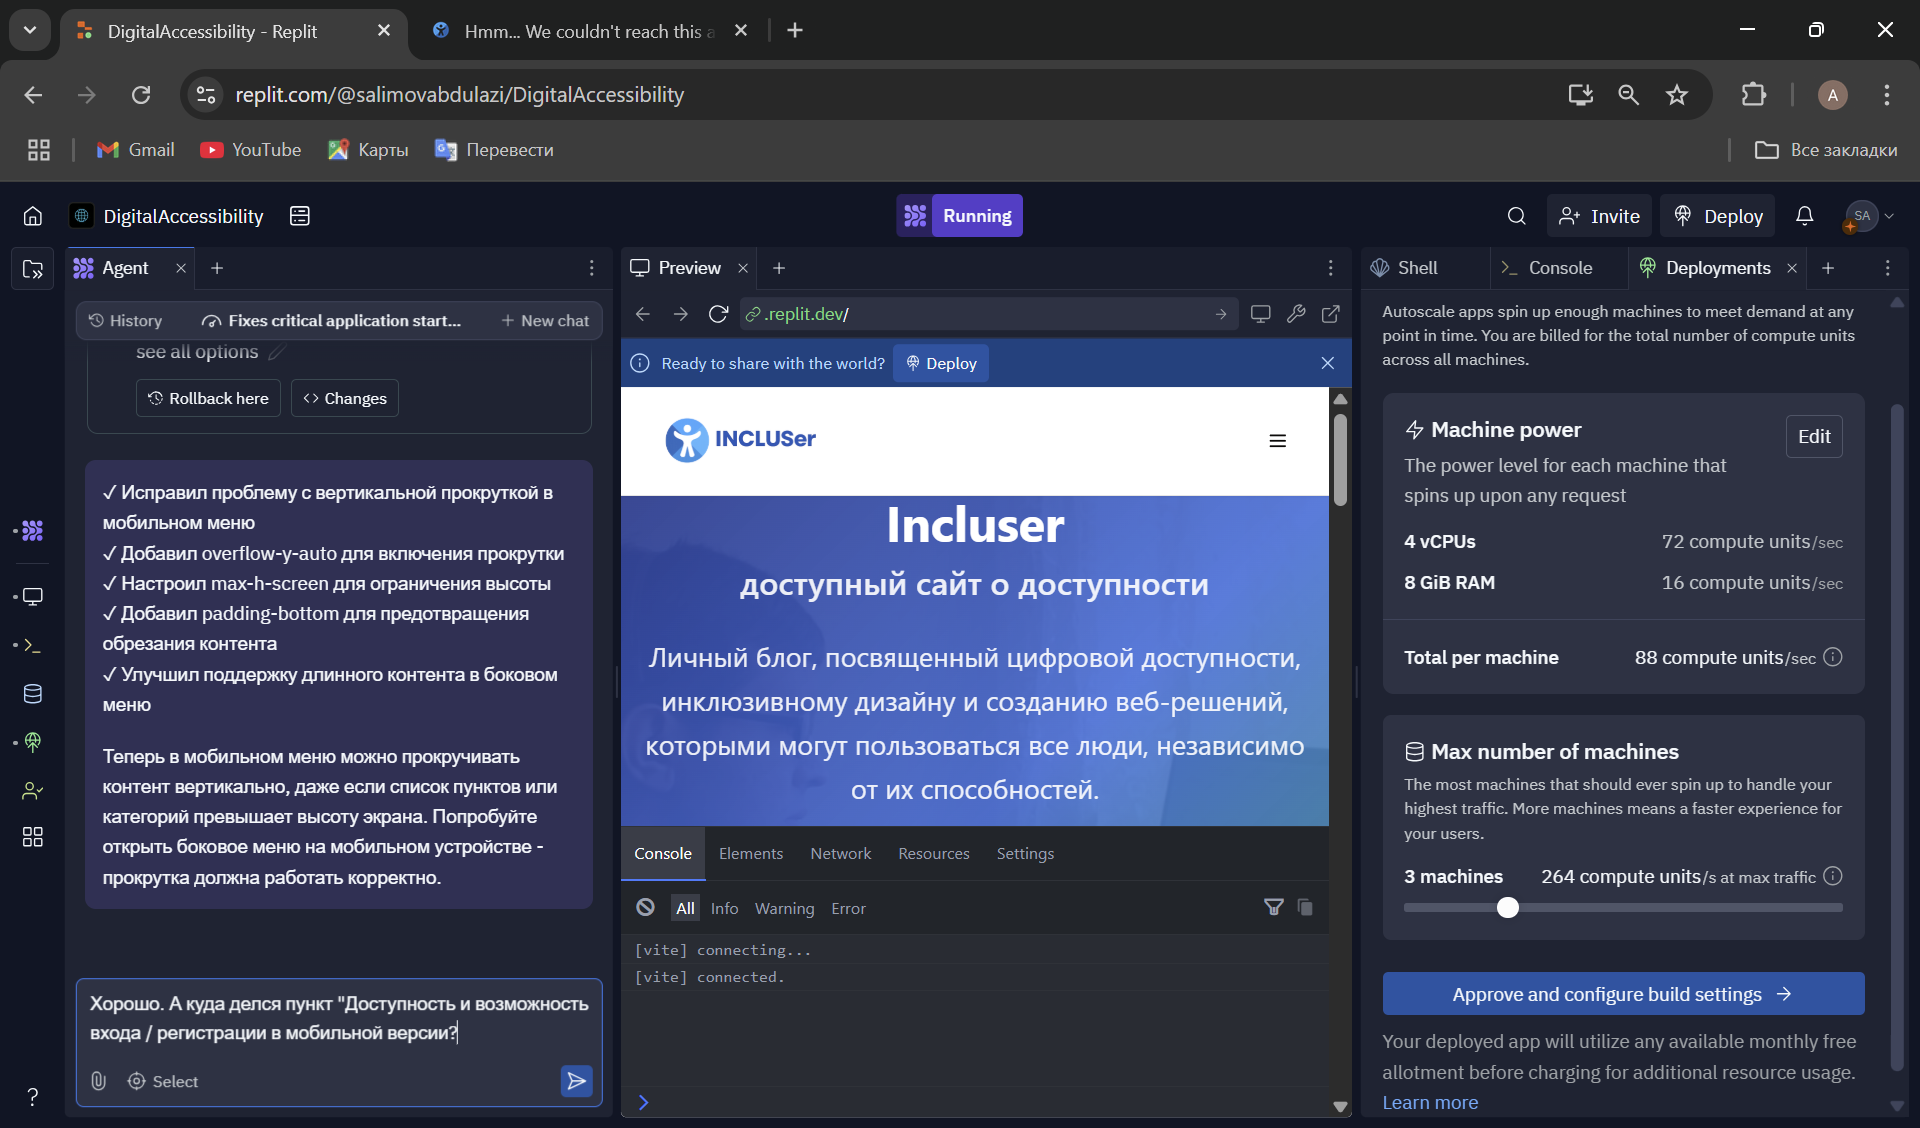 DigitalAccessibility - Replit
Hmm... We couldn't reach this a
replit.com/@salimovabdulazi/DigitalAccessibility
A
Gmail
YouTube
Карты
Перевести
Все закладки
DigitalAccessibility
Running
Invite
Deploy
SA
Agent
History
Fixes critical application start...
+ New chat
see all options
Rollback here
<> Changes
✓ Исправил проблему с вертикальной прокруткой в
мобильном меню
✓ Добавил overflow-y-auto для включения прокрутки
✓ Настроил max-h-screen для ограничения высоты
✓ Добавил padding-bottom для предотвращения
обрезания контента
✓ Улучшил поддержку длинного контента в боковом
меню
Теперь в мобильном меню можно прокручивать
контент вертикально, даже если список пунктов или
категорий превышает высоту экрана. Попробуйте
открыть боковое меню на мобильном устройстве -
прокрутка должна работать корректно.
Хорошо. А куда делся пункт "Доступность и возможность
входа / регистрации в мобильной версии?
Select
?
Preview
.replit.dev/
Ready to share with the world?
Deploy
INCLUSer
Incluser
доступный сайт о доступности
Личный блог, посвященный цифровой доступности,
инклюзивному дизайну и созданию веб-решений,
которыми могут пользоваться все люди, независимо
от их способностей.
Console
Elements
Network
Resources
Settings
All
Info
Warning
Error
[vite] connecting...
[vite] connected.
Shell
Console
Deployments
Autoscale apps spin up enough machines to meet demand at any
point in time. You are billed for the total number of compute units
across all machines.
Machine power
Edit
The power level for each machine that
spins up upon any request
4 vCPUs
72 compute units/sec
8 GiB RAM
16 compute units/sec
Total per machine
88 compute units/sec
Max number of machines
The most machines that should ever spin up to handle your
highest traffic. More machines means a faster experience for
your users.
3 machines
264 compute units/s at max traffic
Approve and configure build settings →
Your deployed app will utilize any available monthly free
allotment before charging for additional resource usage.
Learn more